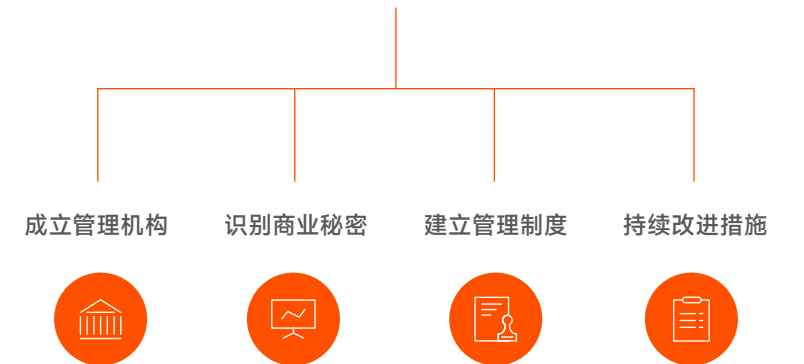 成立管理机构
识别商业秘密
建立管理制度
持续改进措施